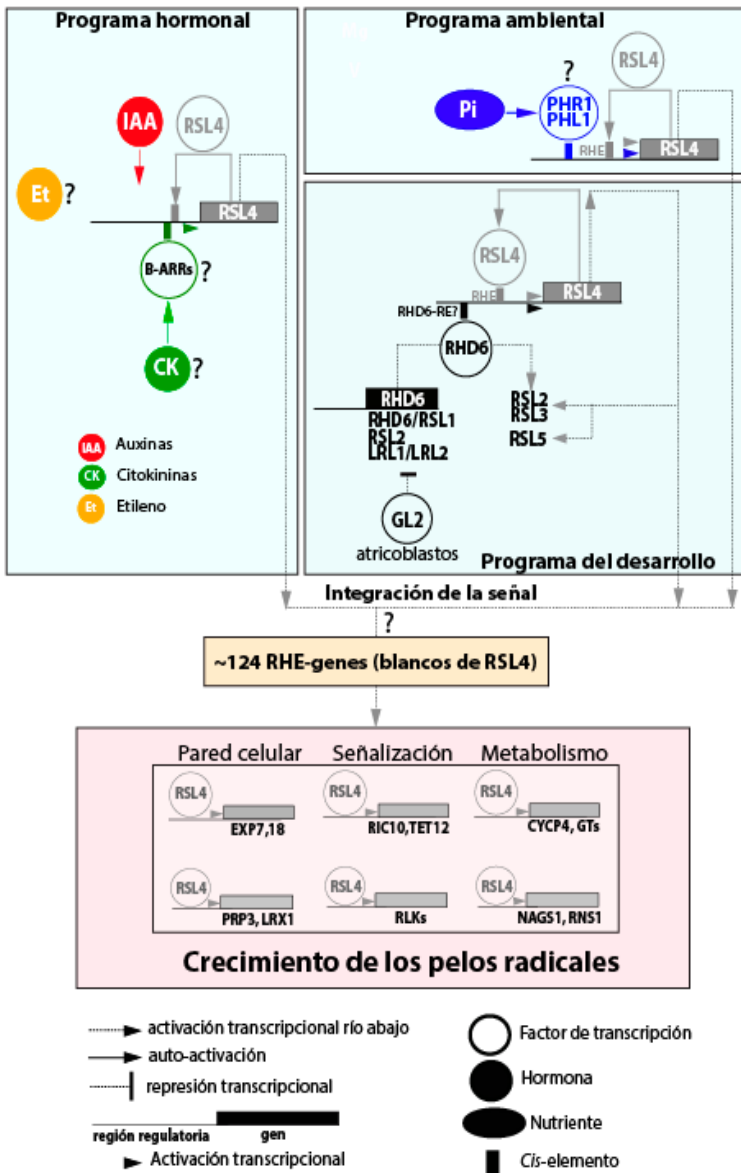 Programa hormonal
IAA
RSL4
Et ?
RSL4
B-ARRs ?
CK ?
IAA Auxinas
CK Citokininas
Et Etileno
Programa ambiental
RSL4
?
Pi
PHR1
PHL1
RHE
RSL4
RSL4
RHE
RSL4
RHD6-RE?
RHD6
RHD6
RHD6/RSL1
RSL2
LRL1/LRL2
RSL2
RSL3
RSL5
GL2
atricoblastos
Programa del desarrollo
Integración de la señal
?
~124 RHE-genes (blancos de RSL4)
Pared celular Señalización Metabolismo
RSL4 RSL4 RSL4
EXP7,18 RIC10,TET12 CYCP4, GTs
RSL4 RSL4 RSL4
PRP3, LRX1 RLKs NAGS1, RNS1
Crecimiento de los pelos radicales
activación transcripcional río abajo
auto-activación
represión transcripcional
región regulatoria gen
Activación transcripcional
Factor de transcripción
Hormona
Nutriente
Cis-elemento